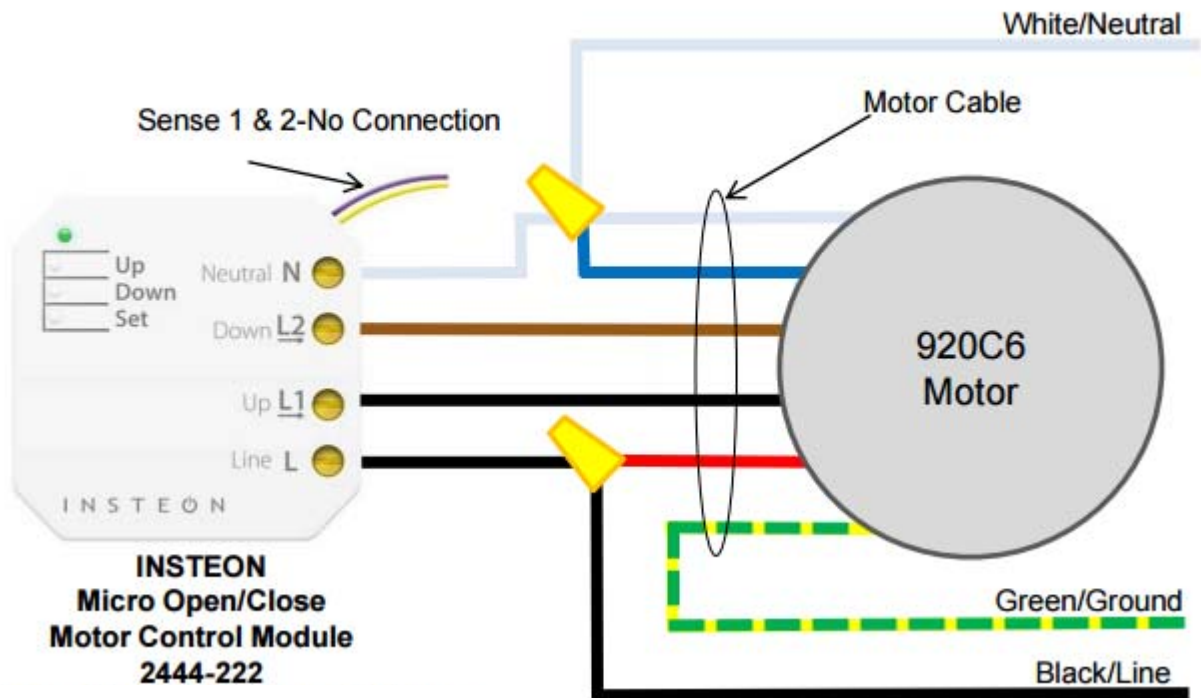 White/Neutral
Motor Cable
Sense 1 & 2-No Connection
Up
Down
Set
Neutral N
Down L2
Up L1
Line L
INSTEON
920C6
Motor
INSTEON
Micro Open/Close
Motor Control Module
2444-222
Green/Ground
Black/Line